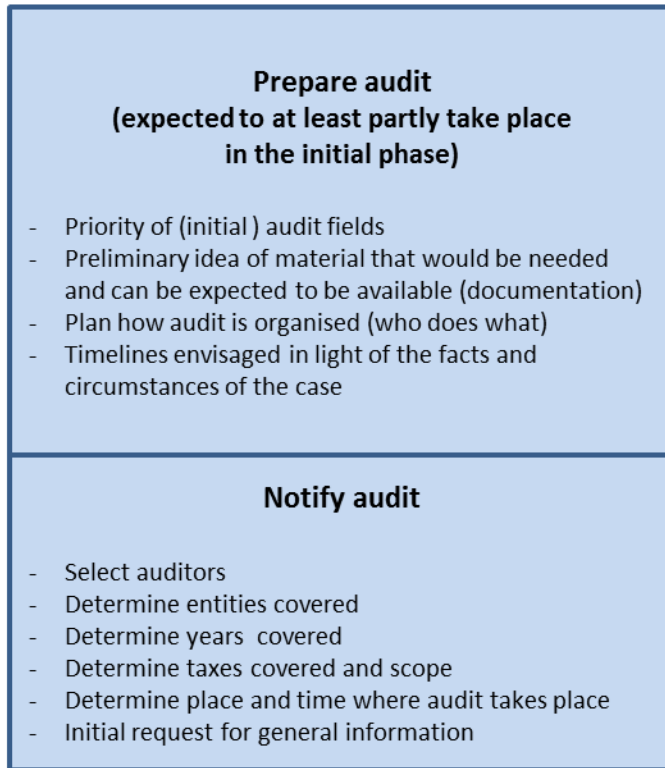 Prepare audit
(expected to at least partly take place
in the initial phase)
- Priority of (initial ) audit fields
- Preliminary idea of material that would be needed
and can be expected to be available (documentation)
- Plan how audit is organised (who does what)
- Timelines envisaged in light of the facts and
circumstances of the case
Notify audit
- Select auditors
- Determine entities covered
- Determine years  covered
- Determine taxes covered and scope
- Determine place and time where audit takes place
- Initial request for general information